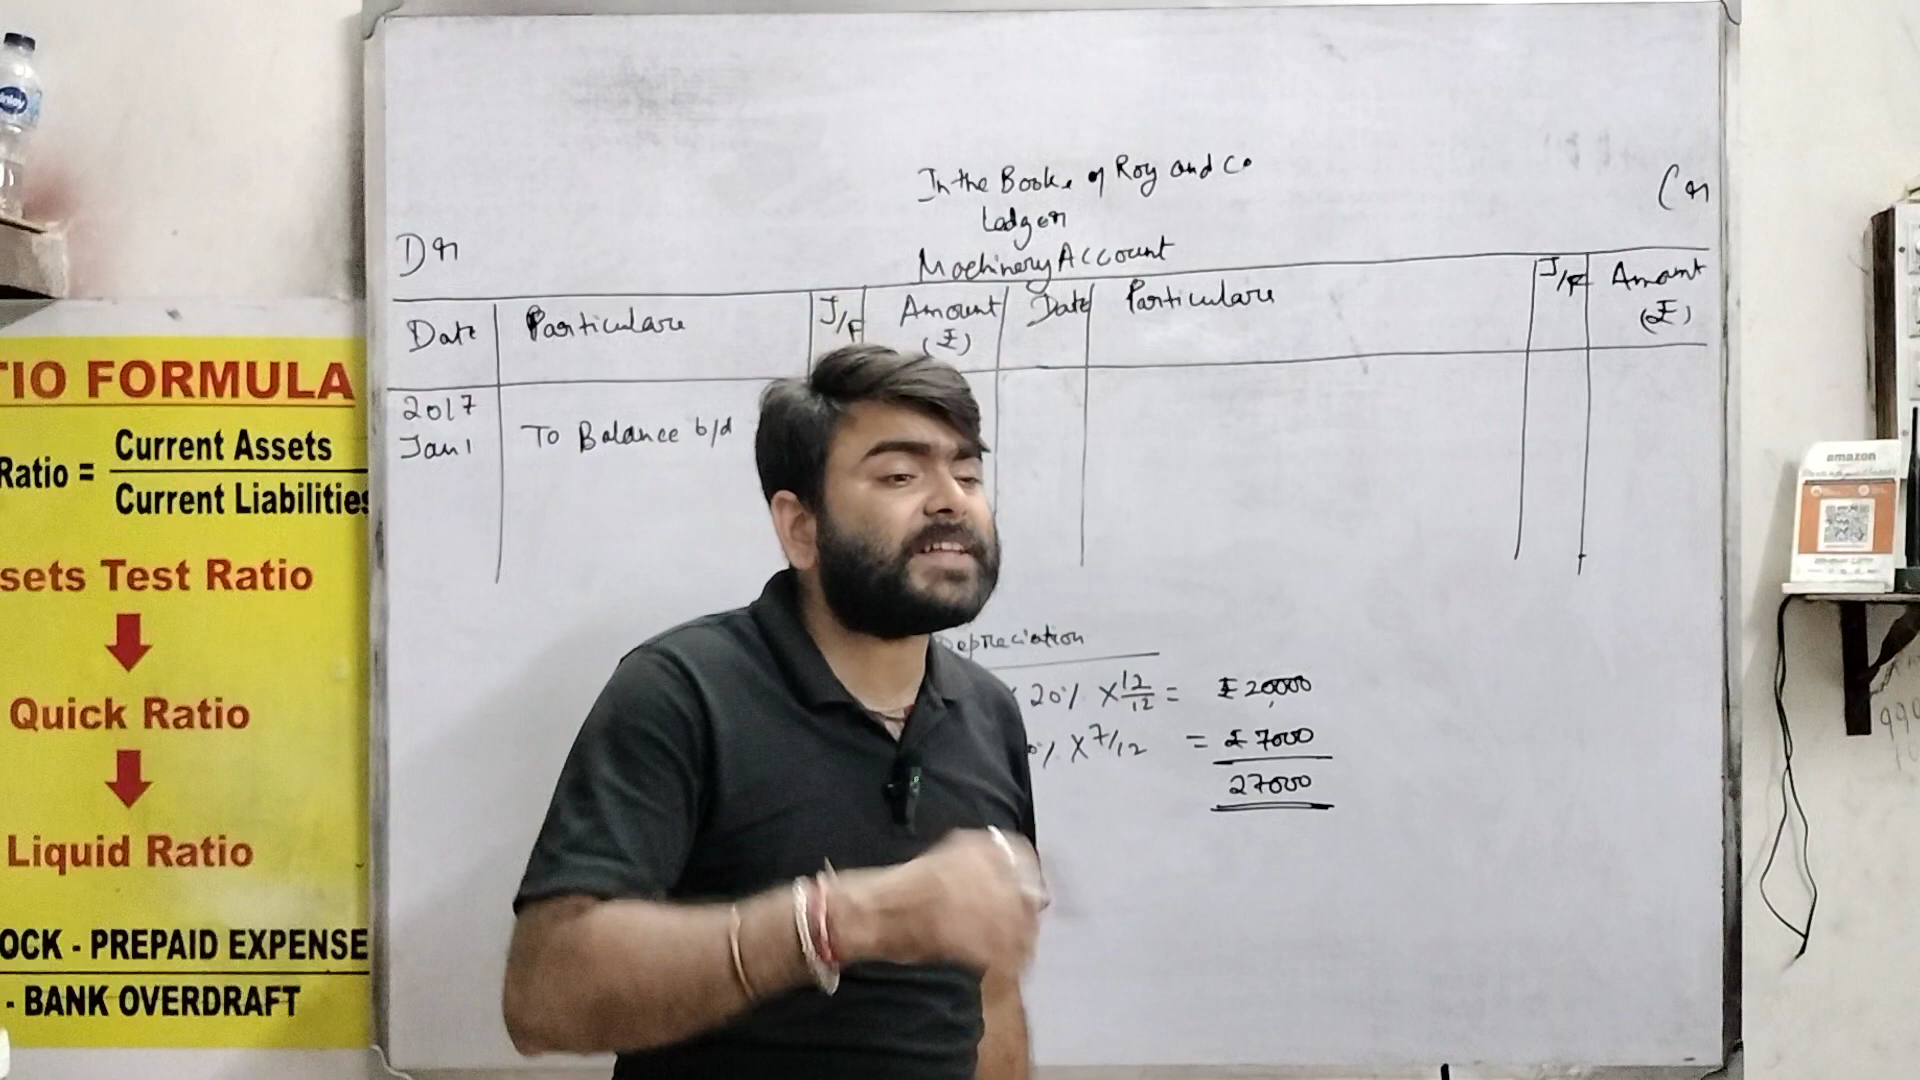 In the Books of Roy and Co
Ledger
Machinery Account
Dr
Cr
Date Particulars J/F Amount (₹) Date Particulars J/F Amount (₹)
2017
Jan 1 To Balance b/d
Depreciation
20% X 12/12 = ₹ 20000
% X 7/12 = ₹ 7000
27000
TIO FORMULA
Ratio = Current Assets
Current Liabilities
sets Test Ratio
Quick Ratio
Liquid Ratio
OCK - PREPAID EXPENSE
- BANK OVERDRAFT
amazon